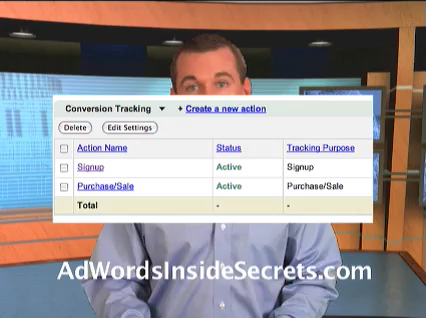 Conversion Tracking + Create a new action
Delete Edit Settings
Action Name Status Tracking Purpose
Signup Active Signup
Purchase/Sale Active Purchase/Sale
Total - -
AdWordsInsideSecrets.com